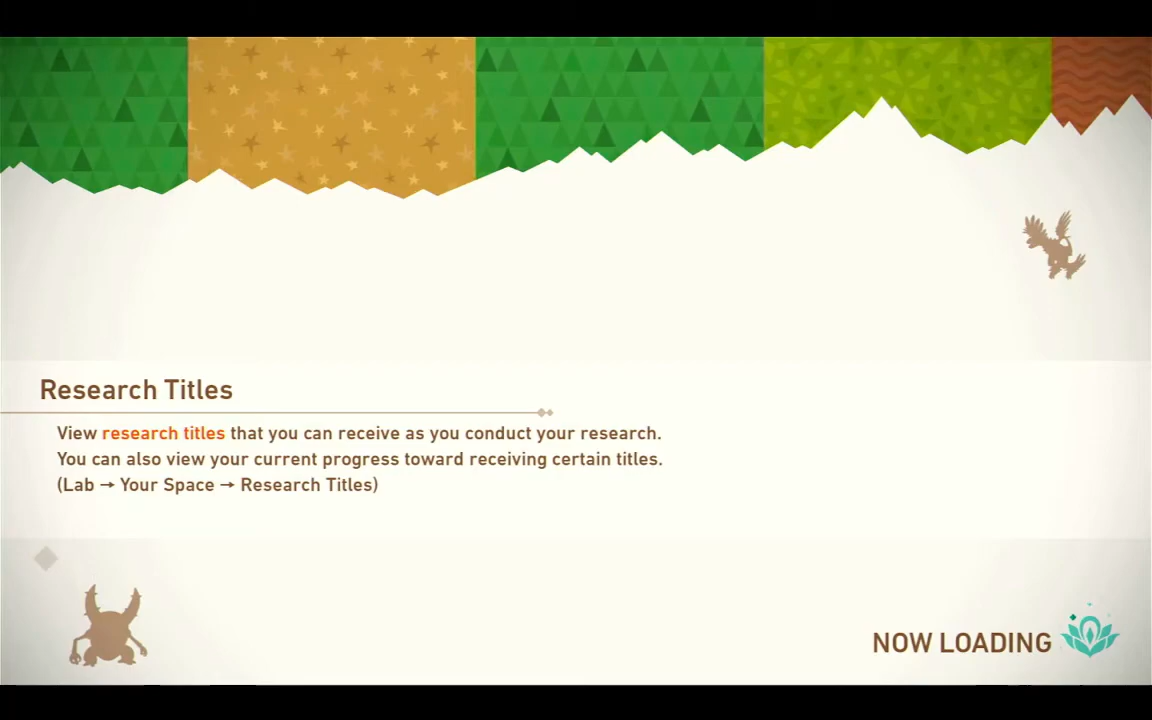 Research Titles
View research titles that you can receive as you conduct your research.
You can also view your current progress toward receiving certain titles.
(Lab → Your Space → Research Titles)
NOW LOADING